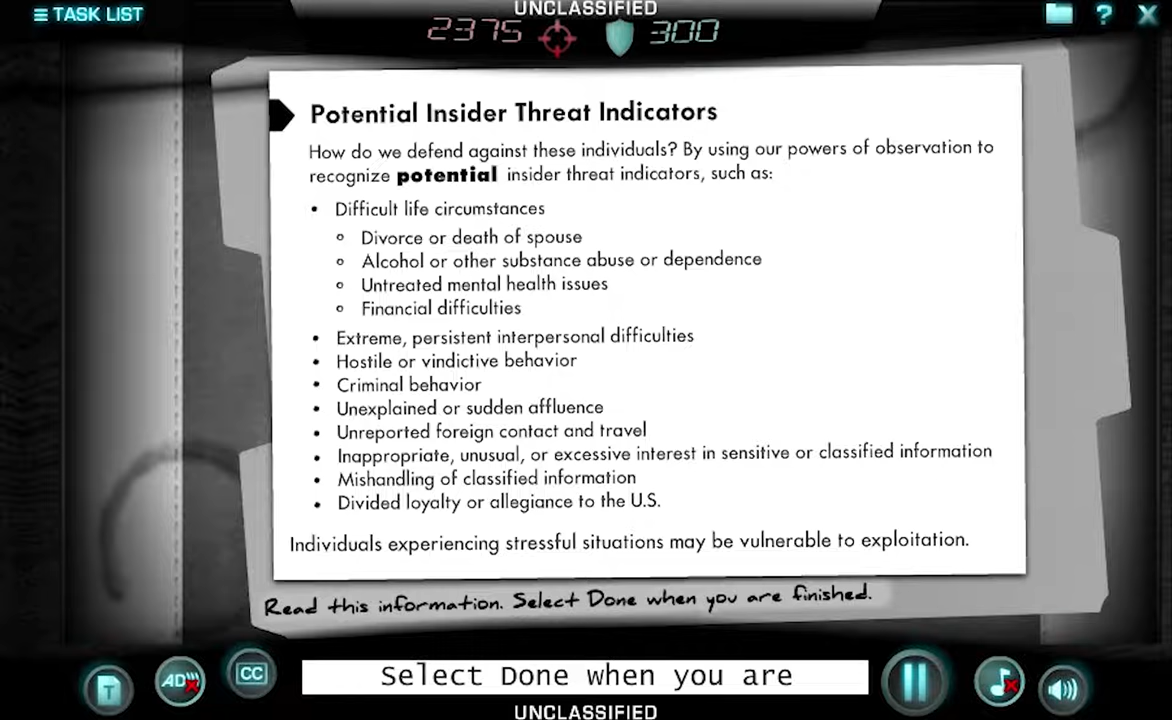 UNCLASSIFIED
TASK LIST
2375 300
?
X
Potential Insider Threat Indicators
How do we defend against these individuals? By using our powers of observation to
recognize potential insider threat indicators, such as:
• Difficult life circumstances
Divorce or death of spouse
Alcohol or other substance abuse or dependence
Untreated mental health issues
Financial difficulties
• Extreme, persistent interpersonal difficulties
• Hostile or vindictive behavior
• Criminal behavior
• Unexplained or sudden affluence
• Unreported foreign contact and travel
• Inappropriate, unusual, or excessive interest in sensitive or classified information
• Mishandling of classified information
• Divided loyalty or allegiance to the U.S.
Individuals experiencing stressful situations may be vulnerable to exploitation.
Read this information. Select Done when you are finished.
T
AD
CC
Select Done when you are
UNCLASSIFIED